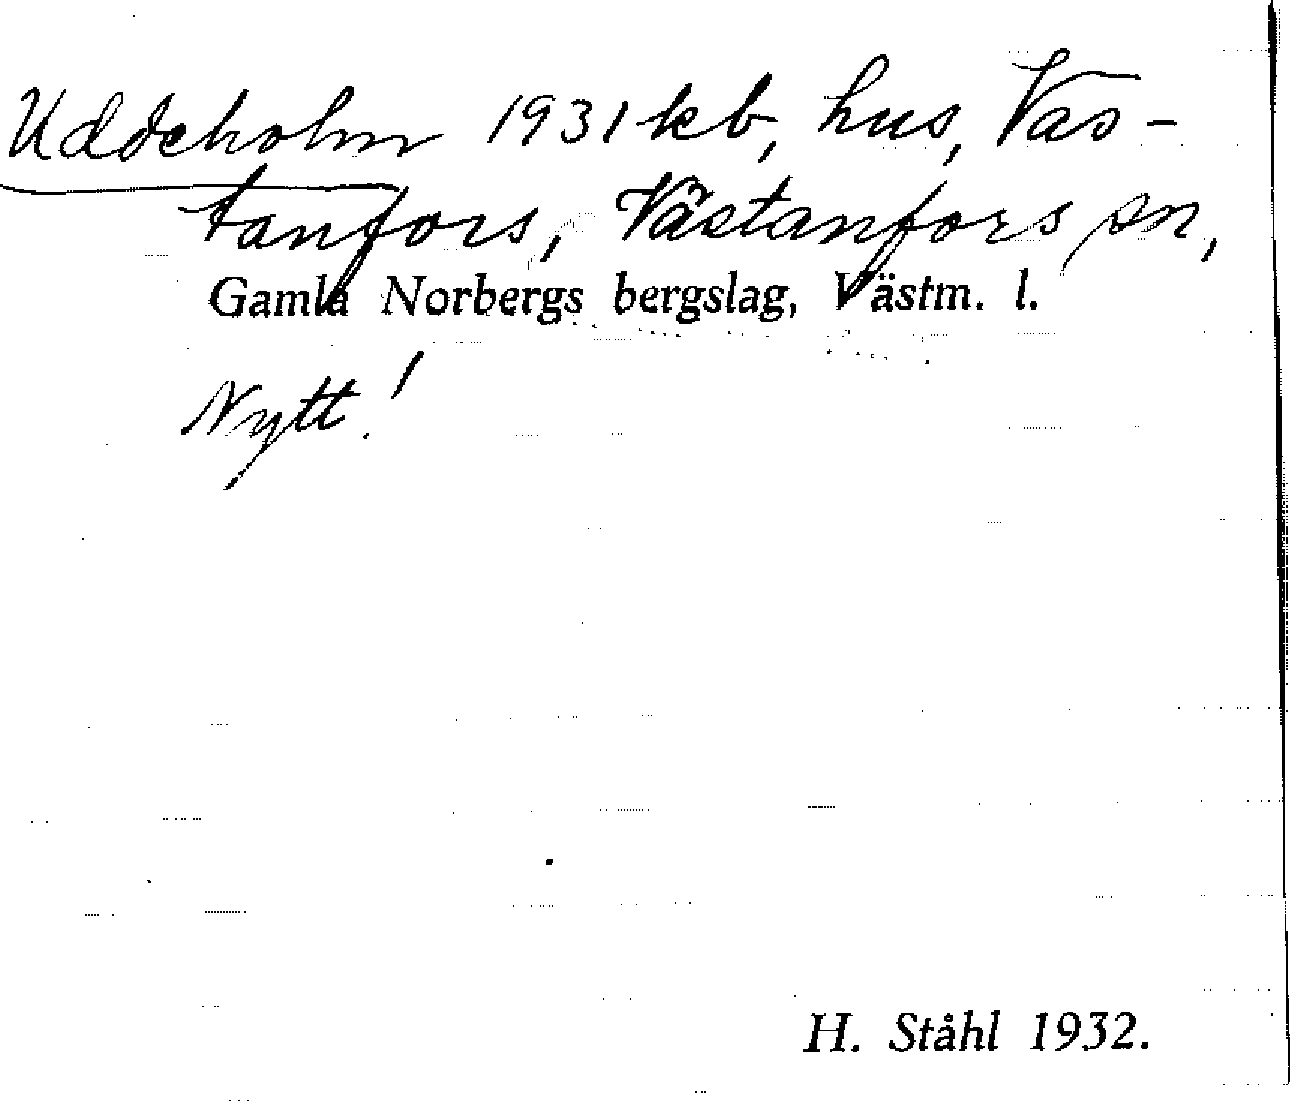 Uddeholm 1931 kb, hus, Väs-
tanfors, Västanfors sn,
Gamla Norbergs bergslag, Västm. l.
Nytt!
H. Ståhl 1932.